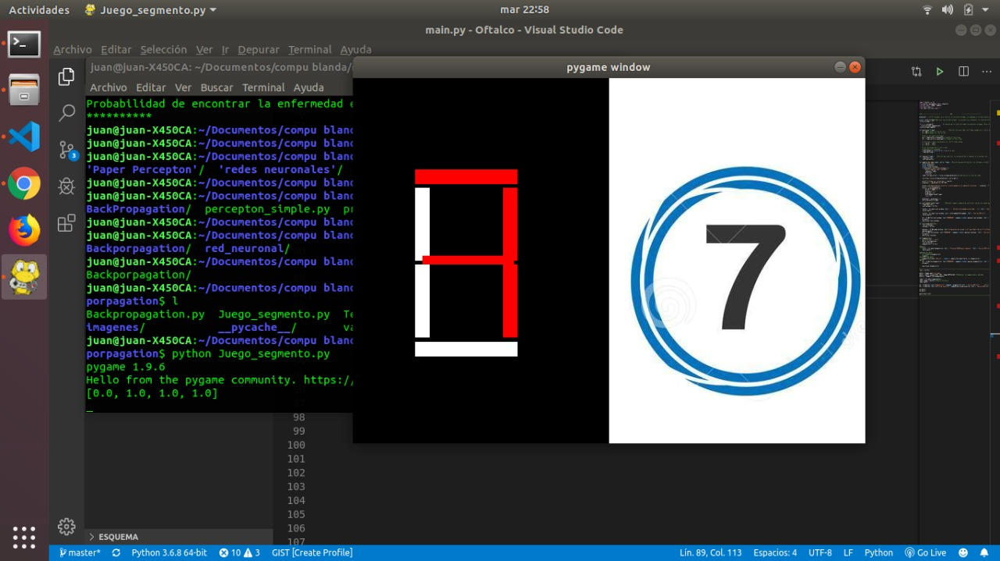 Actividades Juego_segmento.py mar 22:58
main.py - Oftalco - Visual Studio Code
Archivo Editar Selección Ver Ir Depurar Terminal Ayuda
juan@juan-X450CA: ~/Documentos/compu blanda/
pygame window
Archivo Editar Ver Buscar Terminal Ayuda
Probabilidad de encontrar la enfermedad e
**********
juan@juan-X450CA:~/Documentos/compu blanc
juan@juan-X450CA:~/Documentos/compu blanc
juan@juan-X450CA:~/Documentos/compu blanc
'Paper Percepton'/ 'redes neuronales'/
juan@juan-X450CA:~/Documentos/compu blanc
juan@juan-X450CA:~/Documentos/compu blanc
BackPropagation/ percepton_simple.py pr
juan@juan-X450CA:~/Documentos/compu blanc
juan@juan-X450CA:~/Documentos/compu blanc
Backporpagation/ red_neuronal/
juan@juan-X450CA:~/Documentos/compu blanc
Backporpagation/
juan@juan-X450CA:~/Documentos/compu blanc
porpagation$ l
Backpropagation.py Juego_segmento.py Te
imagenes/ __pycache__/ va
juan@juan-X450CA:~/Documentos/compu blanc
porpagation$ python Juego_segmento.py
pygame 1.9.6
Hello from the pygame community. https:/
[0.0, 1.0, 1.0, 1.0]
7
98
99
100
101
102
103
104
105
106
107
ESQUEMA
3
master* Python 3.6.8 64-bit 10 3 GIST [Create Profile] Lín. 89, Col. 113 Espacios: 4 UTF-8 LF Python Go Live